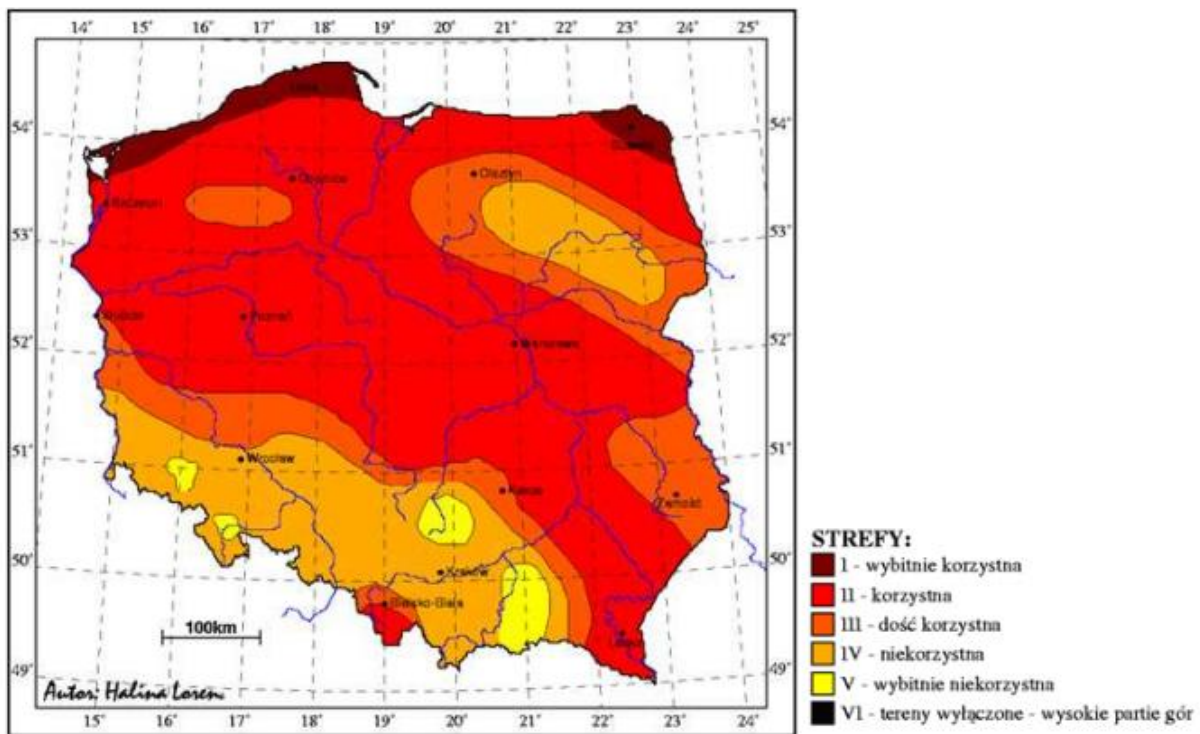 14° 15° 16° 17° 18° 19° 20° 21° 22° 23° 24° 25°
54° 54°
Olsztyn
53° 53°
Poznań
52° 52°
51° 51°
Wrocław
Zamość
50° 50°
Kraków
Bielsko-Biała
100km
49° 49°
Autor: Halina Loren
15° 16° 17° 18° 19° 20° 21° 22° 23° 24°
STREFY:
I - wybitnie korzystna
II - korzystna
III - dość korzystna
IV - niekorzystna
V - wybitnie niekorzystna
VI - tereny wyłączone - wysokie partie gór